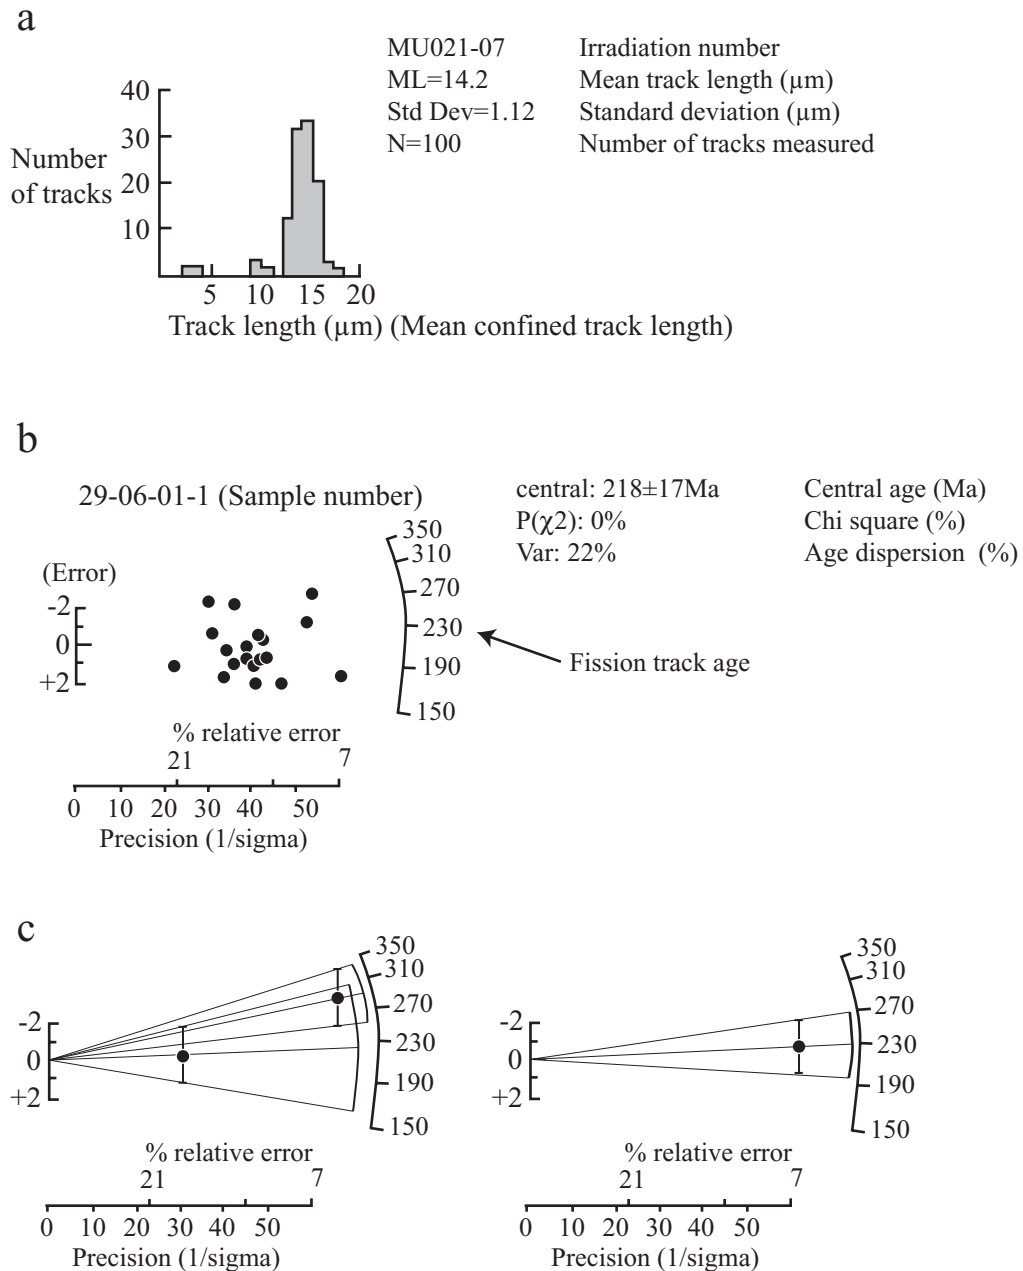 a
MU021-07 Irradiation number
ML=14.2 Mean track length (µm)
Std Dev=1.12 Standard deviation (µm)
N=100 Number of tracks measured
40
30
20
10
Number
of tracks
5 10 15 20
Track length (µm) (Mean confined track length)
b
29-06-01-1 (Sample number)
central: 218±17Ma Central age (Ma)
P(χ2): 0% Chi square (%)
Var: 22% Age dispersion (%)
(Error)
-2
0
+2
350
310
270
230
190
150
Fission track age
% relative error
21 7
0 10 20 30 40 50
Precision (1/sigma)
c
-2
0
+2
350
310
270
230
190
150
% relative error
21 7
0 10 20 30 40 50
Precision (1/sigma)
-2
0
+2
350
310
270
230
190
150
% relative error
21 7
0 10 20 30 40 50
Precision (1/sigma)